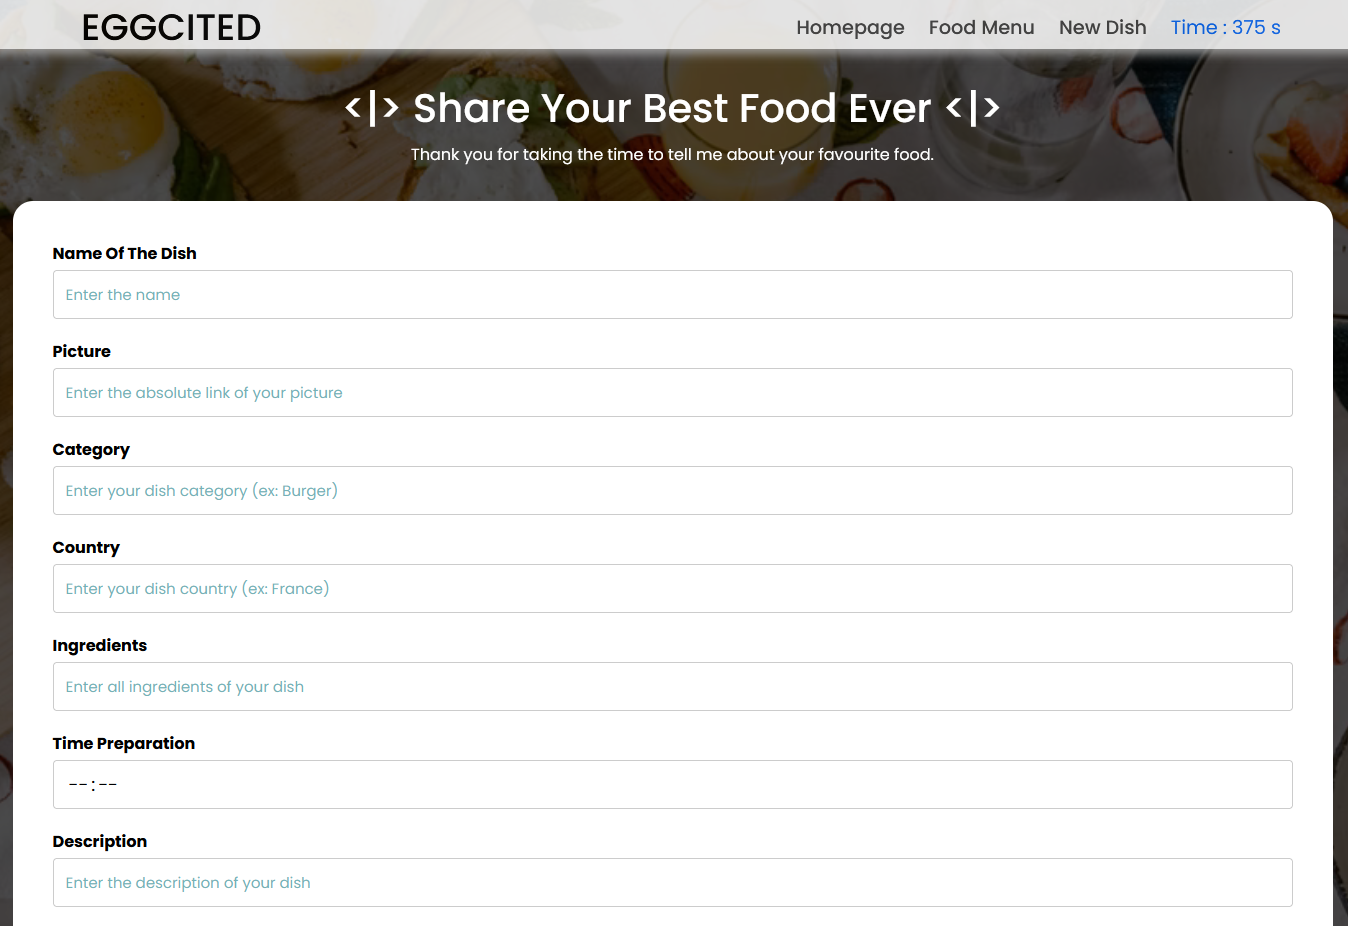 EGGCITED Homepage Food Menu New Dish Time : 375 s
<|> Share Your Best Food Ever <|>
Thank you for taking the time to tell me about your favourite food.
Name Of The Dish
Enter the name
Picture
Enter the absolute link of your picture
Category
Enter your dish category (ex: Burger)
Country
Enter your dish country (ex: France)
Ingredients
Enter all ingredients of your dish
Time Preparation
--:--
Description
Enter the description of your dish